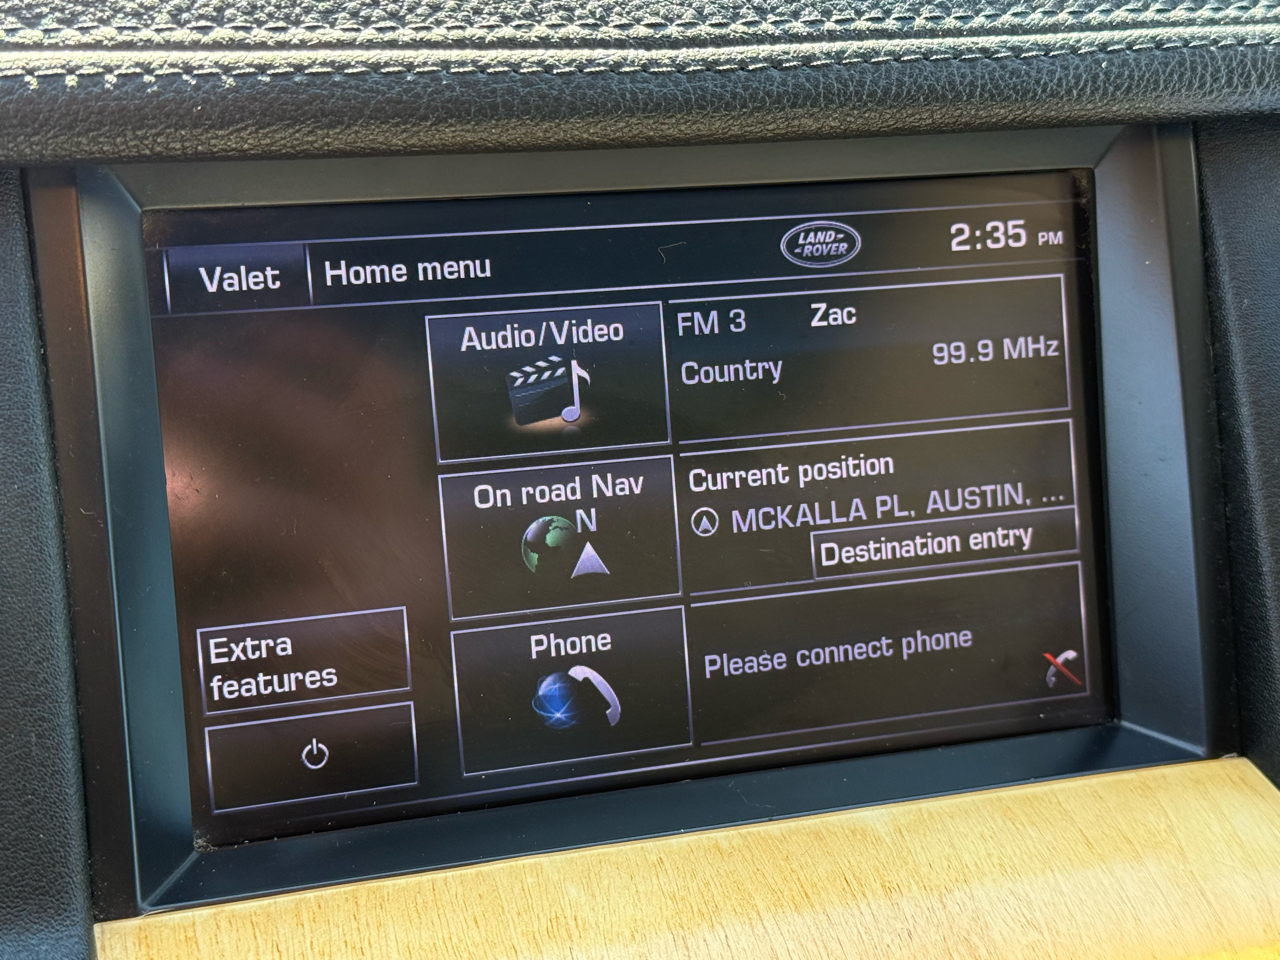 Valet
Home menu
LAND-
-ROVER
2:35 PM
Audio/Video
FM 3 Zac
Country 99.9 MHz
On road Nav
N
Current position
MCKALLA PL, AUSTIN, ...
Destination entry
Extra
features
Phone
Please connect phone